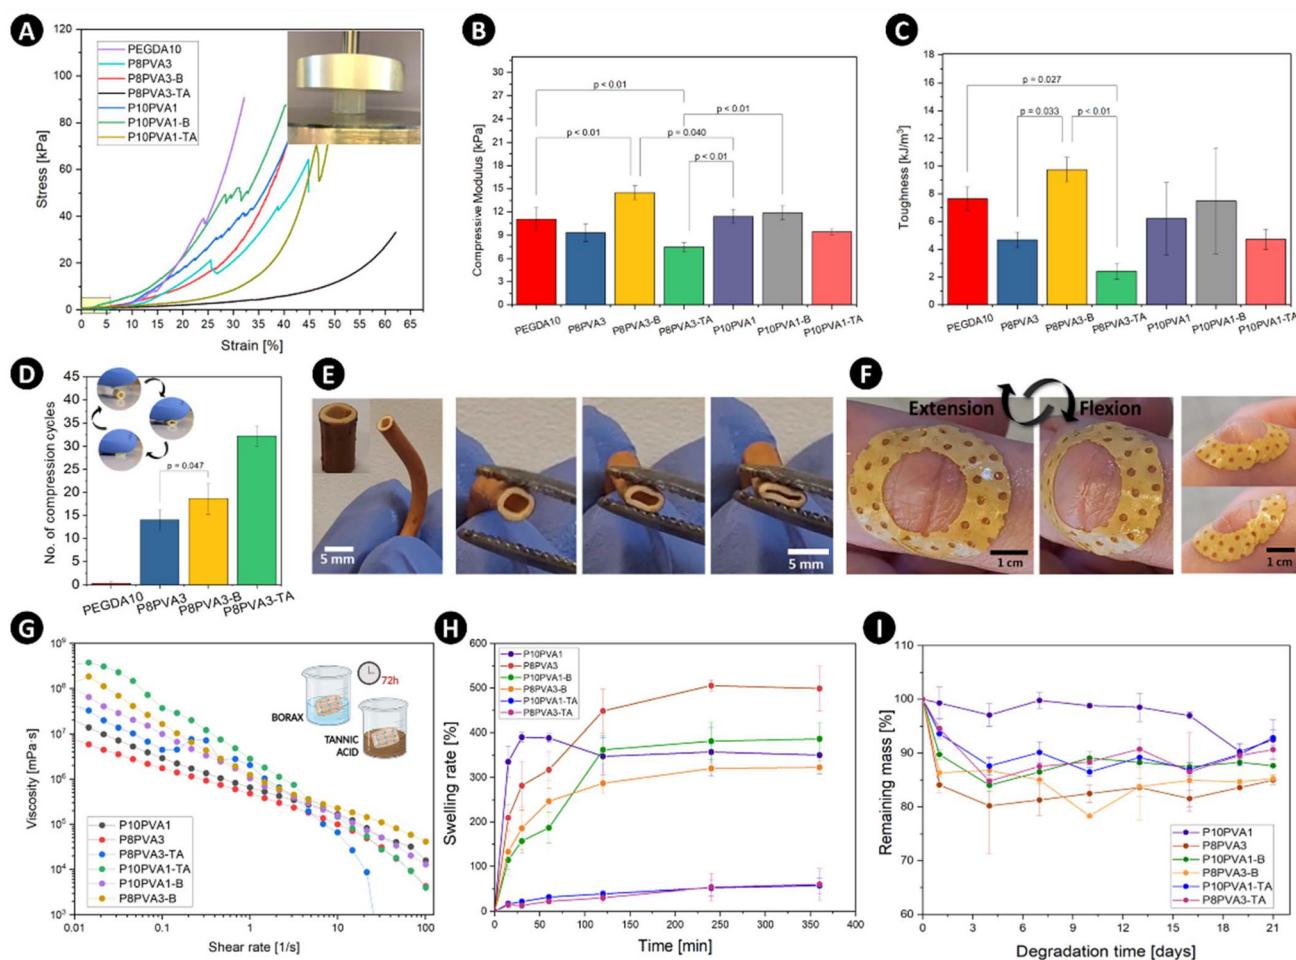 A
120
100
80
60
40
20
0
Stress [kPa]
PEGDA10
P8PVA3
P8PVA3-B
P8PVA3-TA
P10PVA1
P10PVA1-B
P10PVA1-TA
0 5 10 15 20 25 30 35 40 45 50 55 60 65
Strain [%]
B
30
27
24
21
18
15
12
9
6
3
0
Compressive Modulus [kPa]
p < 0.01
p < 0.01
p < 0.01
p = 0.040
p < 0.01
PEGDA10
P8PVA3
P8PVA3-B
P8PVA3-TA
P10PVA1
P10PVA1-B
P10PVA1-TA
C
18
16
14
12
10
8
6
4
2
0
Toughness [kJ/m³]
p = 0.027
p = 0.033
p < 0.01
PEGDA10
P8PVA3
P8PVA3-B
P8PVA3-TA
P10PVA1
P10PVA1-B
P10PVA1-TA
D
45
40
35
30
25
20
15
10
5
0
No. of compression cycles
p = 0.047
PEGDA10
P8PVA3
P8PVA3-B
P8PVA3-TA
E
5 mm
5 mm
F
Extension
Flexion
1 cm
1 cm
G
10⁹
10⁸
10⁷
10⁶
10⁵
10⁴
10³
Viscosity [mPa·s]
72h
BORAX
TANNIC
ACID
P10PVA1
P8PVA3
P8PVA3-TA
P10PVA1-TA
P10PVA1-B
P8PVA3-B
0.01 0.1 1 10 100
Shear rate [1/s]
H
600
500
400
300
200
100
0
Swelling rate [%]
P10PVA1
P8PVA3
P10PVA1-B
P8PVA3-B
P10PVA1-TA
P8PVA3-TA
0 60 120 180 240 300 360
Time [min]
I
110
100
90
80
70
60
Remaining mass [%]
P10PVA1
P8PVA3
P10PVA1-B
P8PVA3-B
P10PVA1-TA
P8PVA3-TA
0 3 6 9 12 15 18 21
Degradation time [days]